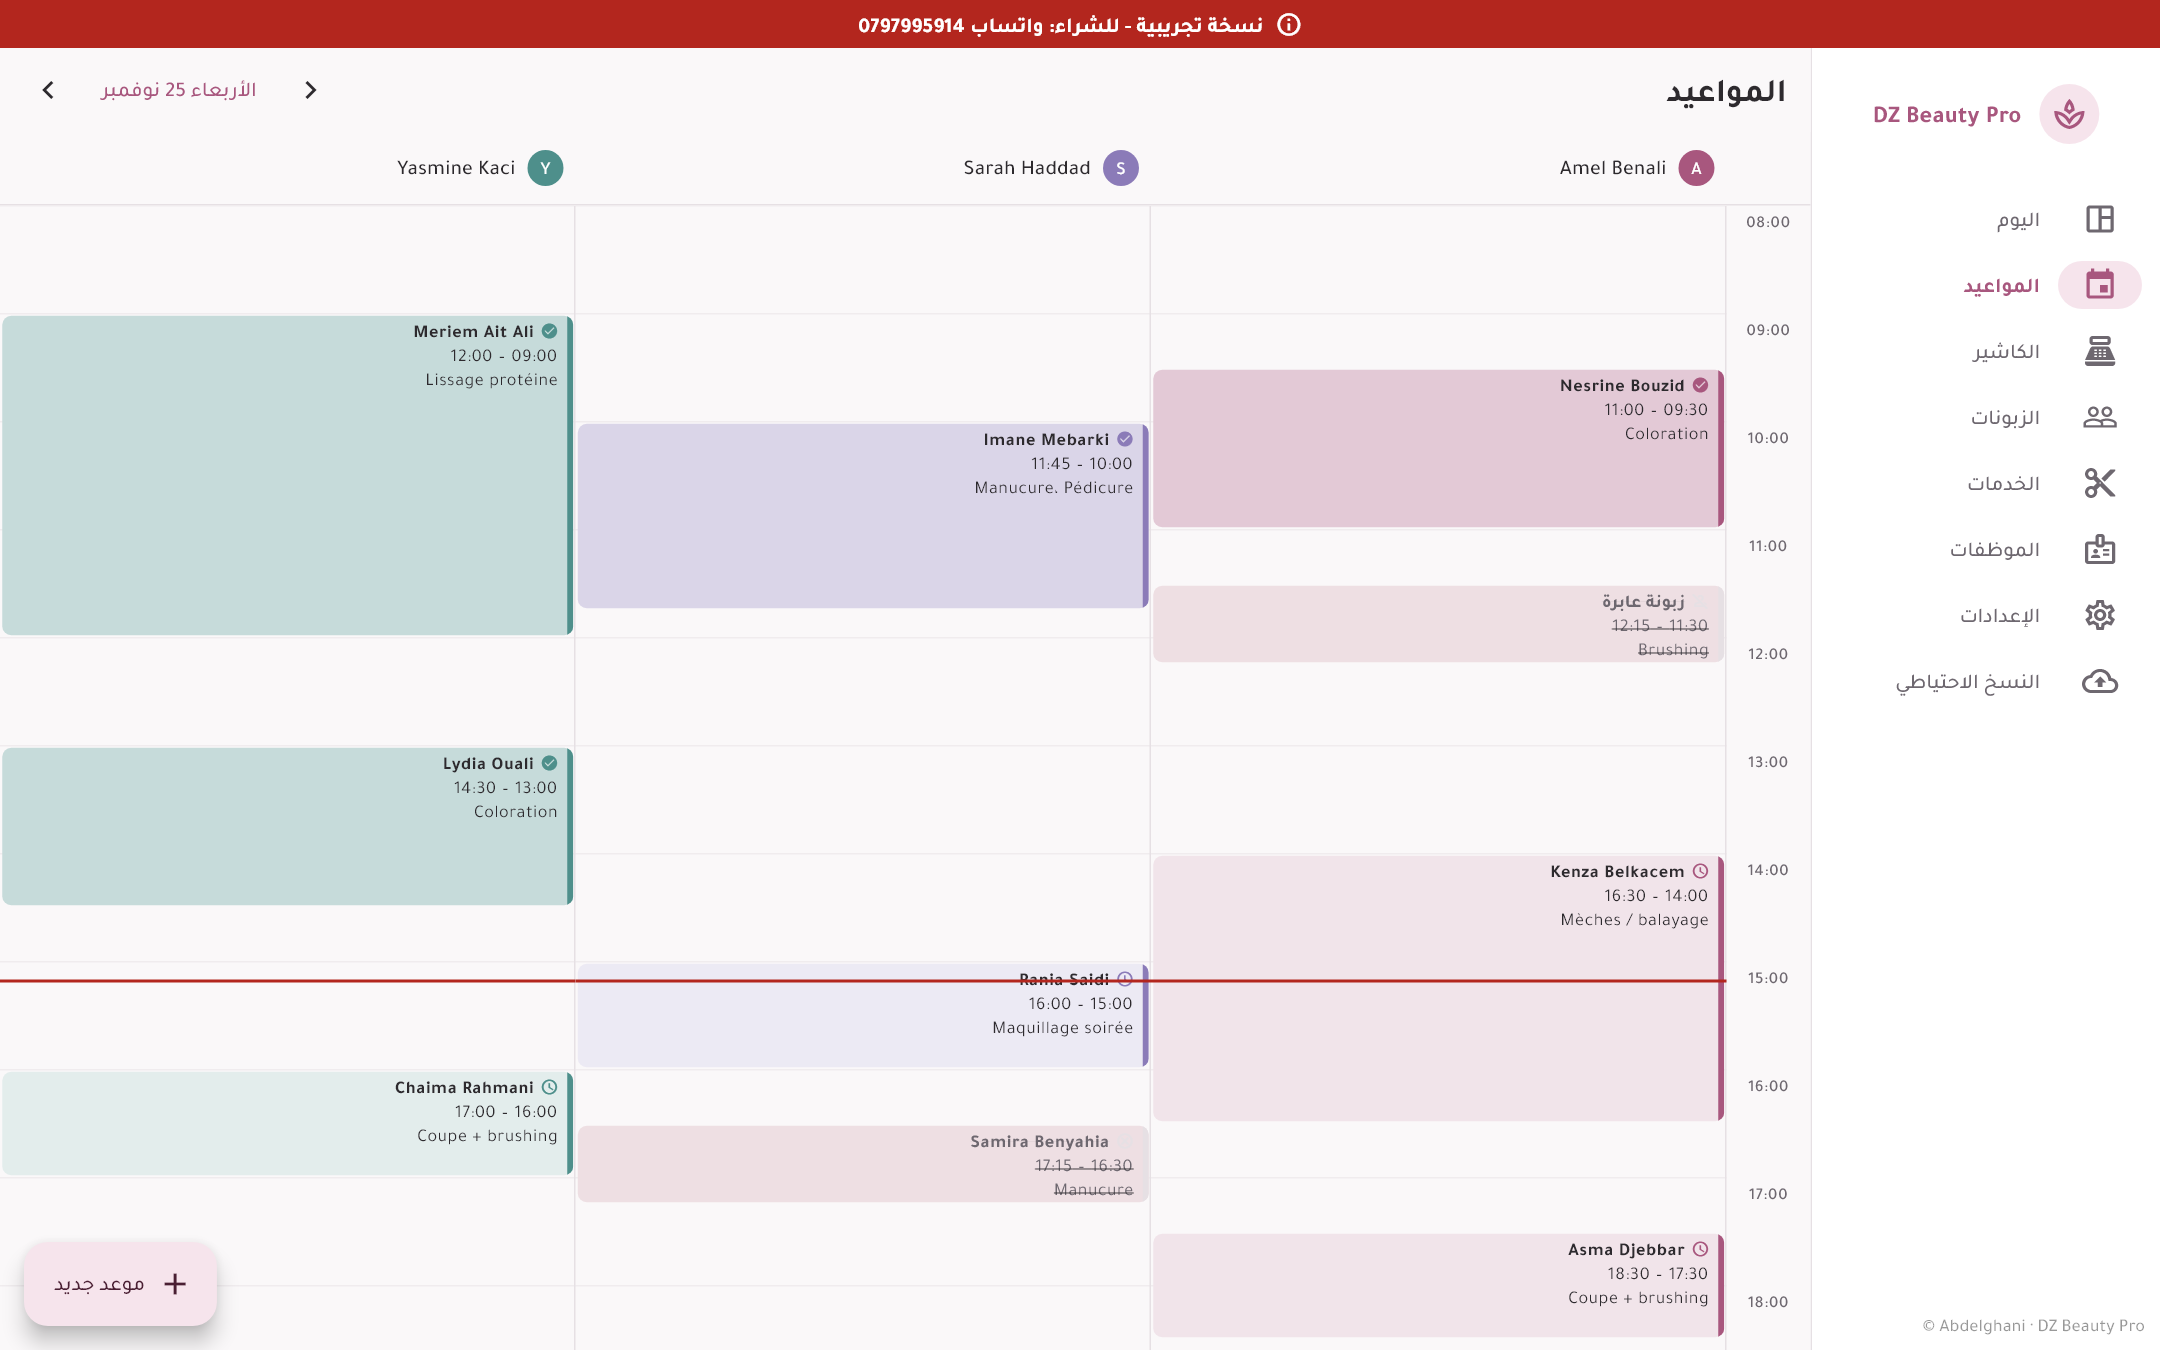 نسخة تجريبية - للشراء: واتساب 0797995914
DZ Beauty Pro
اليوم
المواعيد
الكاشير
الزبونات
الخدمات
الموظفات
الإعدادات
النسخ الاحتياطي
© Abdelghani · DZ Beauty Pro
المواعيد
الأربعاء 25 نوفمبر
A
Amel Benali
S
Sarah Haddad
Y
Yasmine Kaci
08:00
09:00
10:00
11:00
12:00
13:00
14:00
15:00
16:00
17:00
18:00
Nesrine Bouzid
11:00 - 09:30
Coloration
زبونة عابرة
12:15 - 11:30
Brushing
Kenza Belkacem
16:30 - 14:00
Mèches / balayage
Asma Djebbar
18:30 - 17:30
Coupe + brushing
Imane Mebarki
11:45 - 10:00
Manucure، Pédicure
Rania Saidi
16:00 - 15:00
Maquillage soirée
Samira Benyahia
17:15 - 16:30
Manucure
Meriem Ait Ali
12:00 - 09:00
Lissage protéine
Lydia Ouali
14:30 - 13:00
Coloration
Chaima Rahmani
17:00 - 16:00
Coupe + brushing
موعد جديد